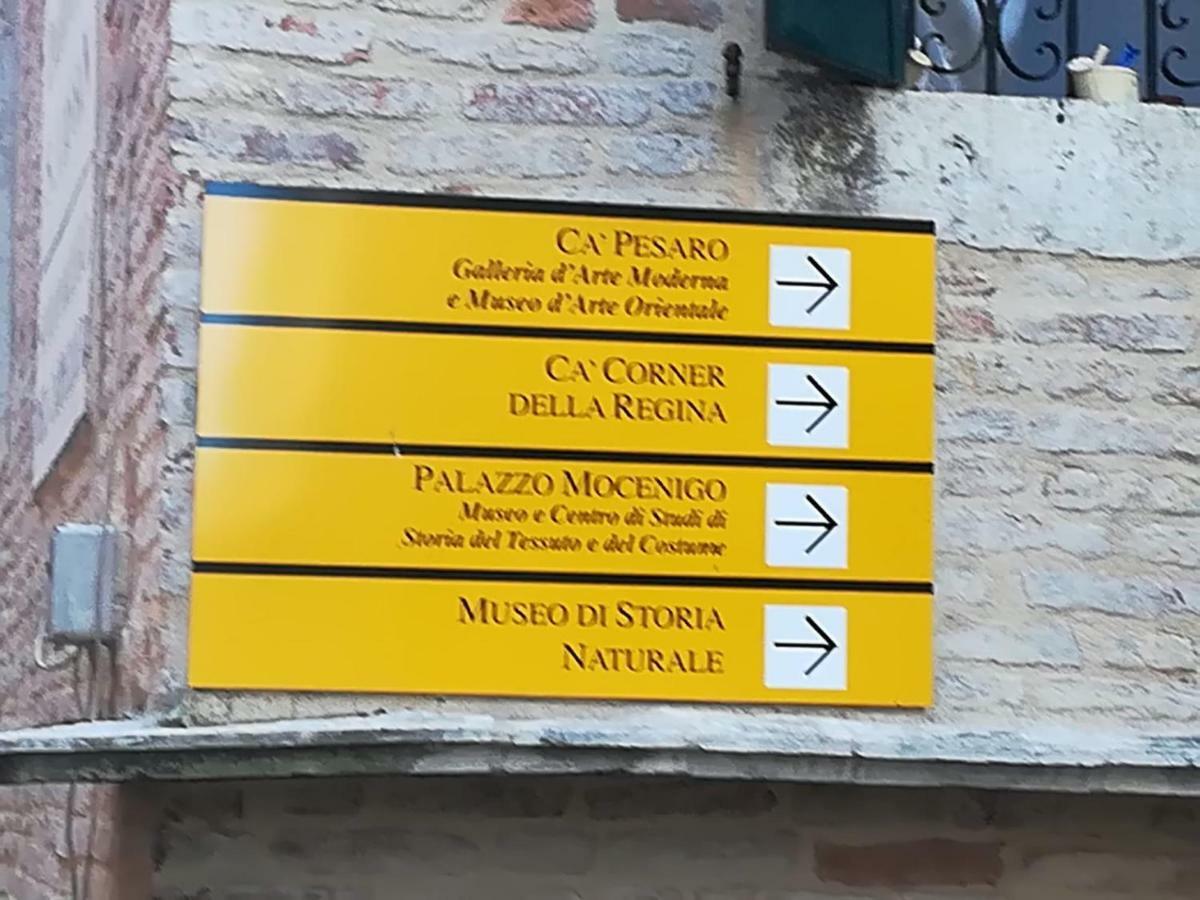 CA' PESARO
Galleria d'Arte Moderna
e Museo d'Arte Orientale
CA' CORNER
DELLA REGINA
PALAZZO MOCENIGO
Museo e Centro di Studi di
Storia del Tessuto e del Costume
MUSEO DI STORIA
NATURALE